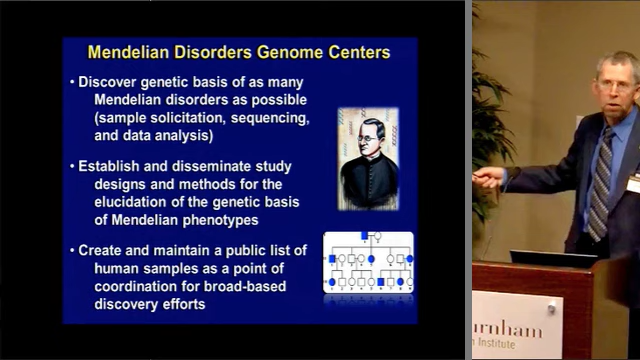 Mendelian Disorders Genome Centers
• Discover genetic basis of as many
Mendelian disorders as possible
(sample solicitation, sequencing,
and data analysis)
• Establish and disseminate study
designs and methods for the
elucidation of the genetic basis
of Mendelian phenotypes
• Create and maintain a public list of
human samples as a point of
coordination for broad-based
discovery efforts
urnham
Institute